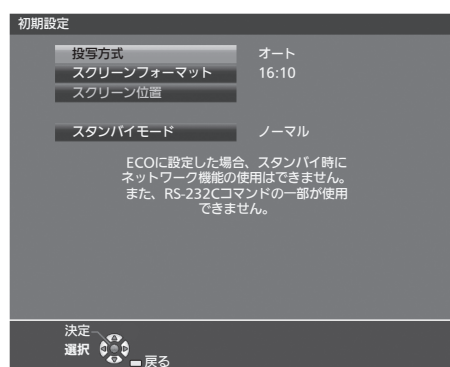 初期設定
投写方式 オート
スクリーンフォーマット 16:10
スクリーン位置
スタンバイモード ノーマル
ECOに設定した場合、スタンバイ時に
ネットワーク機能の使用はできません。
また、RS-232Cコマンドの一部が使用
できません。
決定
選択
戻る